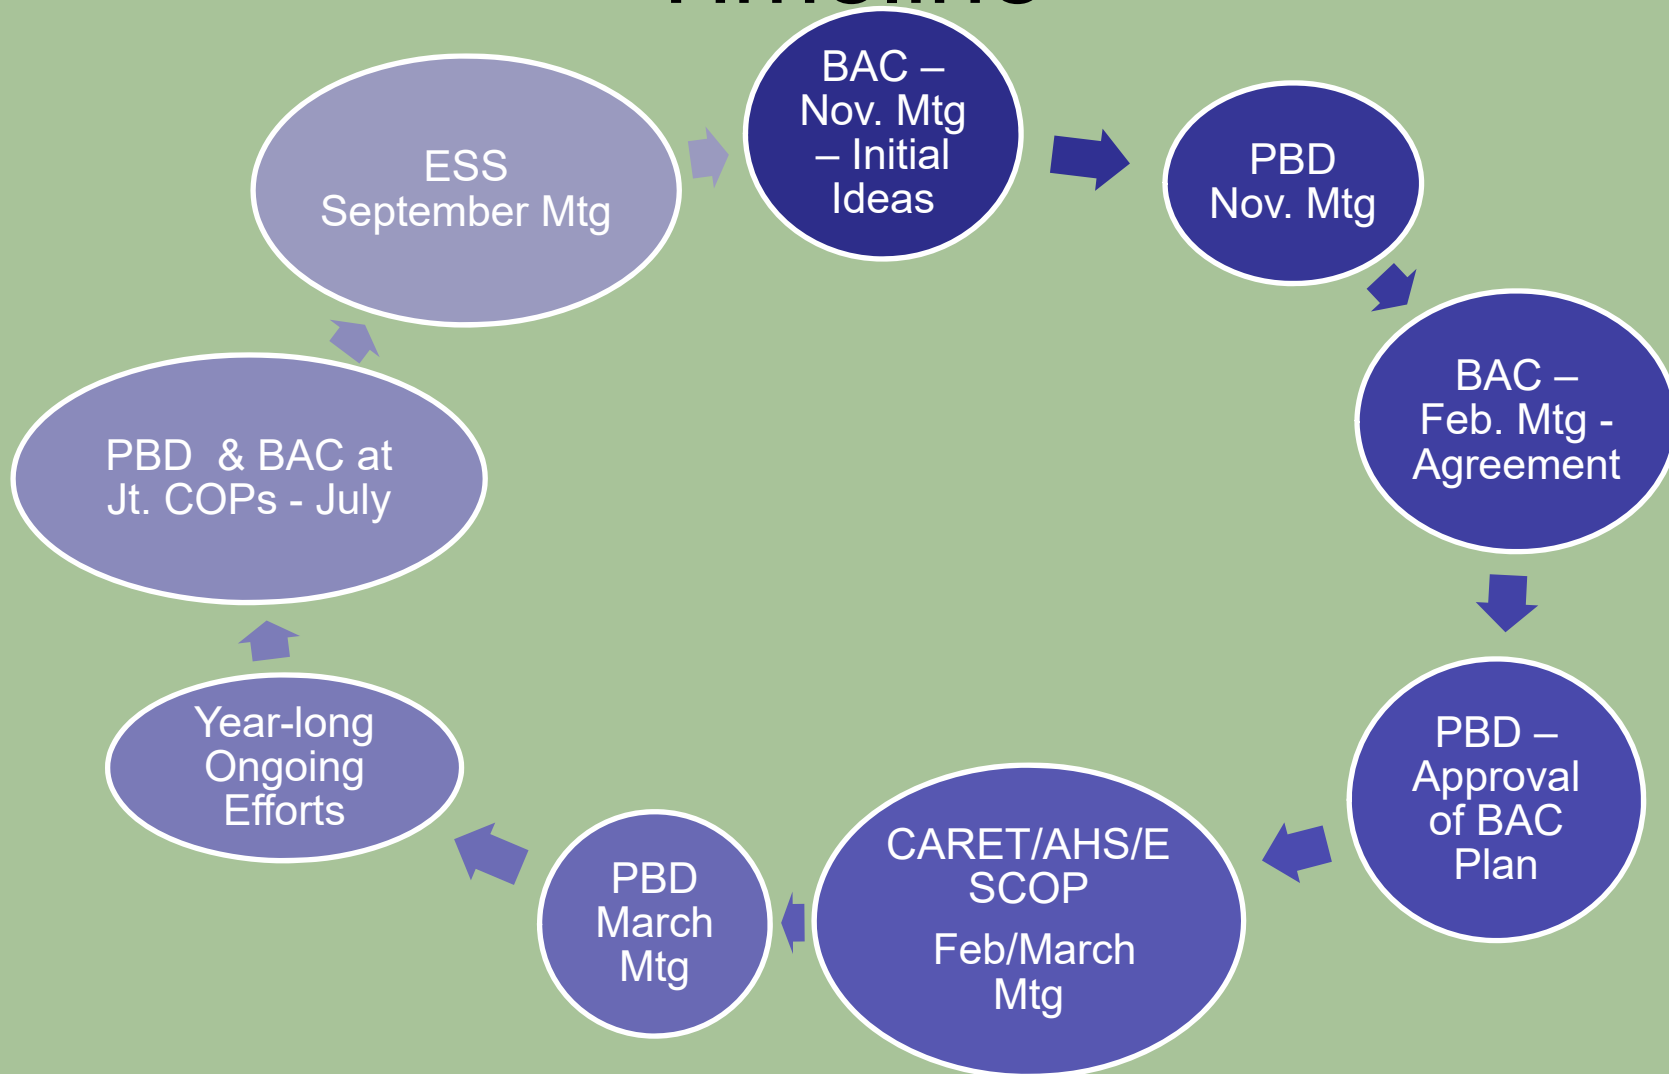 BAC –
Nov. Mtg
– Initial
Ideas
PBD
Nov. Mtg
BAC –
Feb. Mtg -
Agreement
PBD –
Approval
of BAC
Plan
CARET/AHS/E
SCOP
Feb/March
Mtg
PBD
March
Mtg
Year-long
Ongoing
Efforts
PBD & BAC at
Jt. COPs - July
ESS
September Mtg